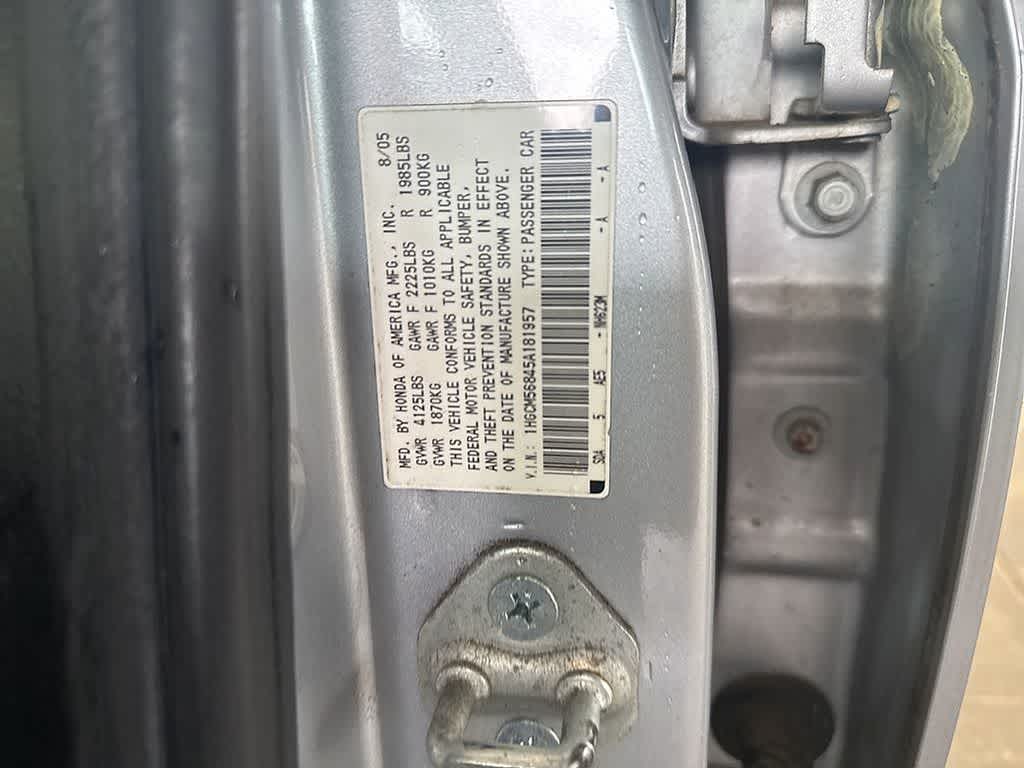 MFD. BY HONDA OF AMERICA MFG., INC. 8/05
GVWR 4125LBS GAWR F 2225LBS R 1985LBS
GVWR 1870KG GAWR F 1010KG R 900KG
THIS VEHICLE CONFORMS TO ALL APPLICABLE
FEDERAL MOTOR VEHICLE SAFETY, BUMPER,
AND THEFT PREVENTION STANDARDS IN EFFECT
ON THE DATE OF MANUFACTURE SHOWN ABOVE.
V.I.N.: 1HGCM56845A181957 TYPE: PASSENGER CAR
SDA 5 AE5 -NH623M -A -A